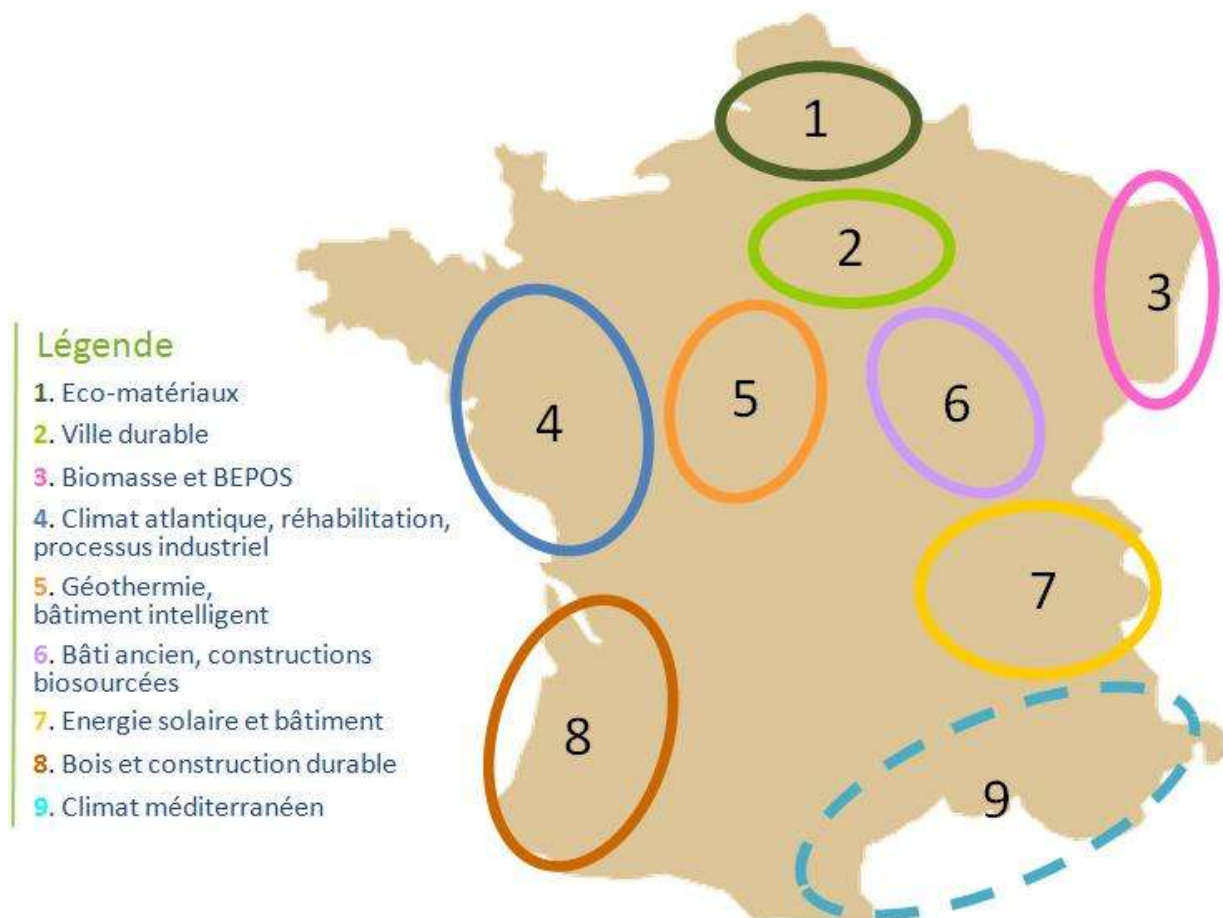 1
2
3
4
5
6
7
8
9
Légende
1. Eco-matériaux
2. Ville durable
3. Biomasse et BEPOS
4. Climat atlantique, réhabilitation,
processus industriel
5. Géothermie,
bâtiment intelligent
6. Bâti ancien, constructions
biosourcées
7. Energie solaire et bâtiment
8. Bois et construction durable
9. Climat méditerranéen